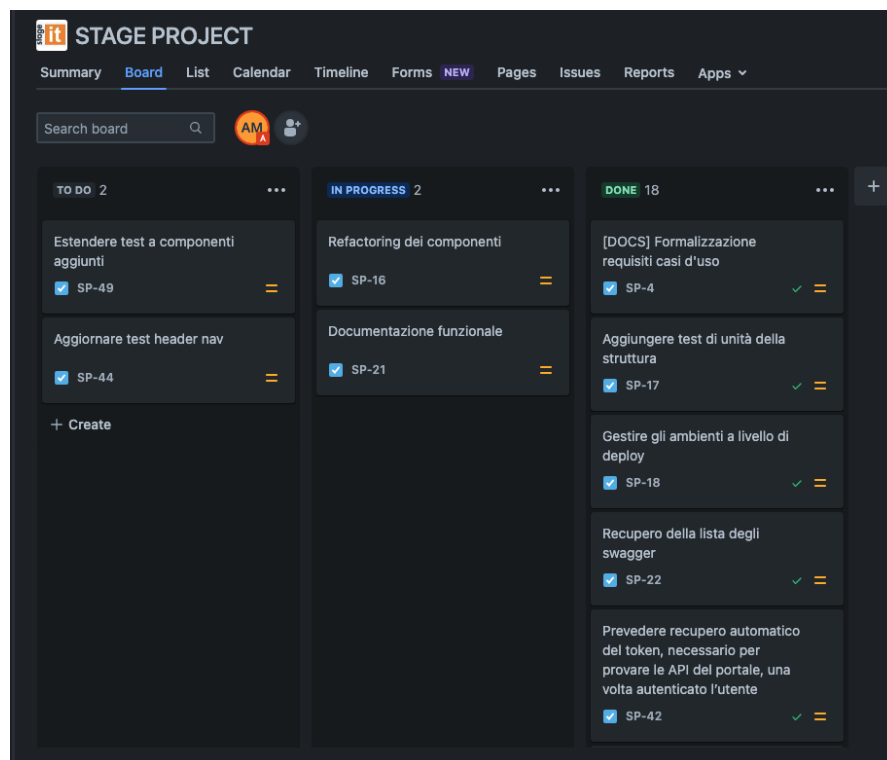 stage it STAGE PROJECT
Summary Board List Calendar Timeline Forms NEW Pages Issues Reports Apps
Search board AM A
TO DO 2
Estendere test a componenti
aggiunti
SP-49
Aggiornare test header nav
SP-44
+ Create
IN PROGRESS 2
Refactoring dei componenti
SP-16
Documentazione funzionale
SP-21
DONE 18
[DOCS] Formalizzazione
requisiti casi d'uso
SP-4
Aggiungere test di unità della
struttura
SP-17
Gestire gli ambienti a livello di
deploy
SP-18
Recupero della lista degli
swagger
SP-22
Prevedere recupero automatico
del token, necessario per
provare le API del portale, una
volta autenticato l'utente
SP-42